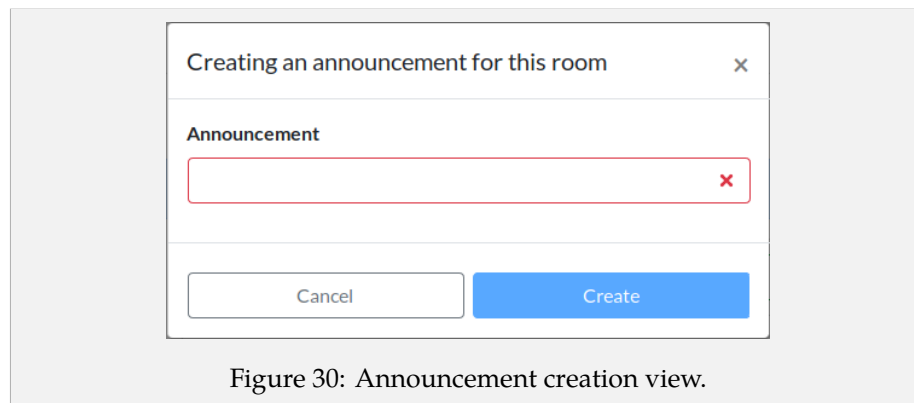 Creating an announcement for this room
Announcement
Cancel
Create
Figure 30: Announcement creation view.